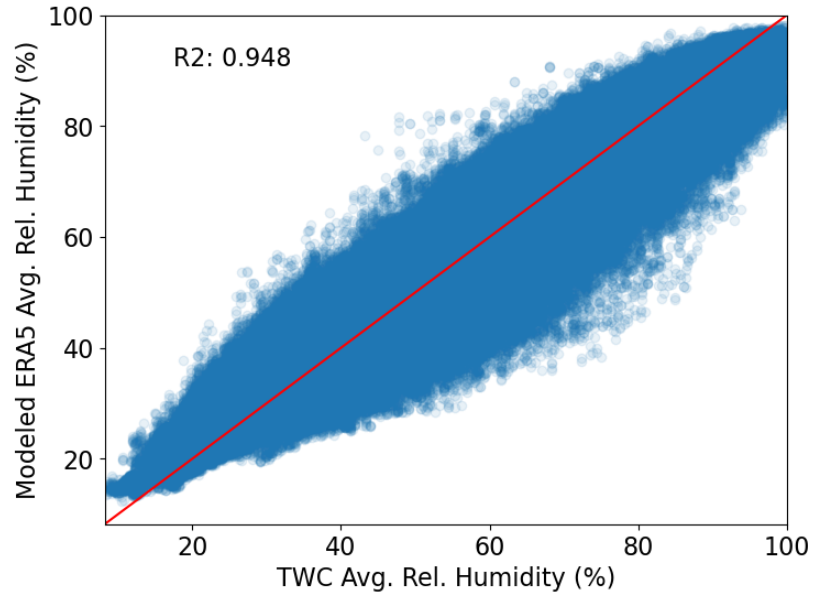 100
80
60
40
20
Modeled ERA5 Avg. Rel. Humidity (%)
R2: 0.948
20 40 60 80 100
TWC Avg. Rel. Humidity (%)